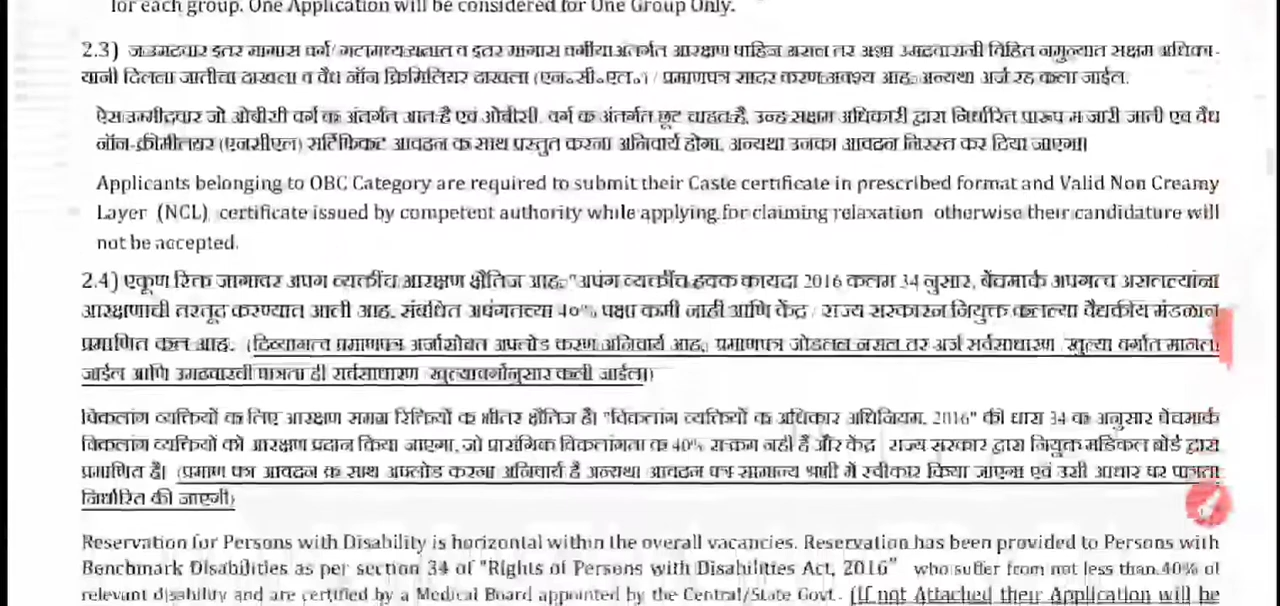 for each group. One Application will be considered for One Group Only.
2.3) जे उमेदवार इतर मागास वर्ग गटामध्ये येतात व इतर मागास वर्गीयांअंतर्गत आरक्षण पाहिजे असेल तर अशा उमेदवारांनी विहित नमुन्यात सक्षम अधिका-
यांनी दिलेला जातीचा दाखला व वैध नॉन क्रिमिलियर दाखला (एन॰सी॰एल॰) / प्रमाणपत्र सादर करणे अवश्य आहे. अन्यथा अर्ज रद्द केला जाईल.
ऐसे उम्मीदवार जो ओबीसी वर्ग के अंतर्गत आते है एवं ओबीसी वर्ग के अंतर्गत छूट चाहते है, उन्हे सक्षम अधिकारी द्वारा निर्धारित प्रारूप मे जारी जाती एवं वैध
नॉन-क्रीमीलेयर (एनसीएल) सर्टिफिकेट आवेदन के साथ प्रस्तुत करना अनिवार्य होगा, अन्यथा उनका आवेदन निरस्त कर दिया जाएगा।
Applicants belonging to OBC Category are required to submit their Caste certificate in prescribed format and Valid Non Creamy
Layer (NCL) certificate issued by competent authority while applying for claiming relaxation otherwise their candidature will
not be accepted.
2.4) एकूण रिक्त जागांवर अपंग व्यक्तींचे आरक्षण क्षैतिज आहे. "अपंग व्यक्तींचे हक्क कायदा 2016 कलम 34 नुसार, बेंचमार्क अपंगत्व असलेल्यांना
आरक्षणाची तरतूद करण्यात आली आहे. संबंधित अपंगतेच्या 40% पेक्षा कमी नाही आणि केंद्र / राज्य सरकारने नियुक्त केलेल्या वैद्यकीय मंडळाने
प्रमाणित केले आहे. (दिव्यांगत्व प्रमाणपत्र अर्जासोबत अपलोड करणे अनिवार्य आहे. प्रमाणपत्र जोडलेले नसेल तर अर्ज सर्वसाधारण खुल्या वर्गात मानला
जाईल आणि उमेदवाराची पात्रता ही सर्वसाधारण खुल्यावर्गानुसार केली जाईल।)
विकलांग व्यक्तियों के लिए आरक्षण समग्र रिक्तियों के भीतर क्षैतिज है। "विकलांग व्यक्तियों के अधिकार अधिनियम, 2016" की धारा 34 के अनुसार बेंचमार्क
विकलांग व्यक्तियों को आरक्षण प्रदान किया जाएगा, जो प्रासंगिक विकलांगता के 40% से कम नही है और केंद्र राज्य सरकार द्वारा नियुक्त मेडिकल बोर्ड द्वारा
प्रमाणित है। (प्रमाण पत्र आवेदन के साथ अपलोड करना अनिवार्य है अन्यथा आवेदन पत्र सामान्य श्रेणी में स्वीकार किया जाएगा एवं उसी आधार पर पात्रता
निर्धारित की जाएगी)
Reservation for Persons with Disability is horizontal within the overall vacancies. Reservation has been provided to Persons with
Benchmark Disabilities as per section 34 of "Rights of Persons with Disabilities Act, 2016" who suffer from not less than 40% of
relevant disability and are certified by a Medical Board appointed by the Central/State Govt. (If not Attached their Application will be